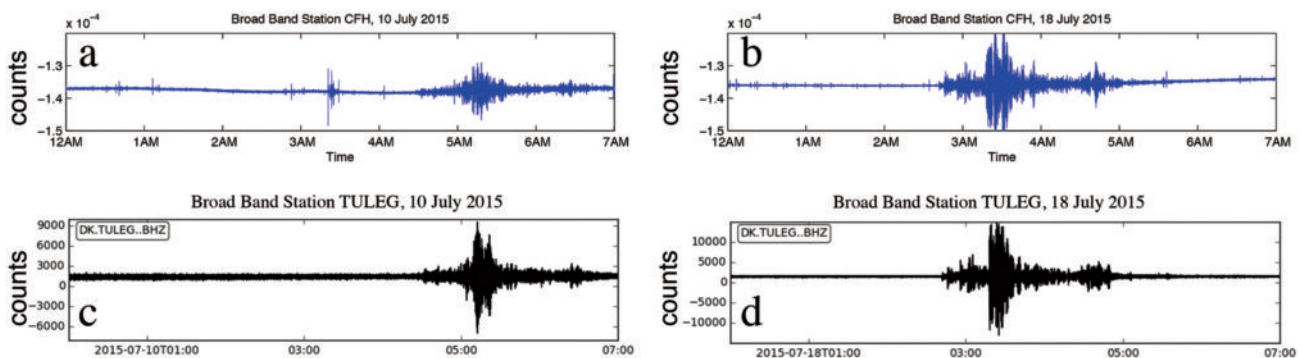 Broad Band Station CFH, 10 July 2015
x 10⁻⁴
a
counts
−1.3
−1.4
−1.5
12AM 1AM 2AM 3AM 4AM 5AM 6AM 7AM
Time
Broad Band Station CFH, 18 July 2015
x 10⁻⁴
b
counts
−1.3
−1.4
−1.5
12AM 1AM 2AM 3AM 4AM 5AM 6AM 7AM
Time
Broad Band Station TULEG, 10 July 2015
DK.TULEG..BHZ
counts
9000
6000
3000
0
−3000
−6000
c
2015-07-10T01:00 03:00 05:00 07:00
Broad Band Station TULEG, 18 July 2015
DK.TULEG..BHZ
counts
10000
5000
0
−5000
−10000
d
2015-07-18T01:00 03:00 05:00 07:00